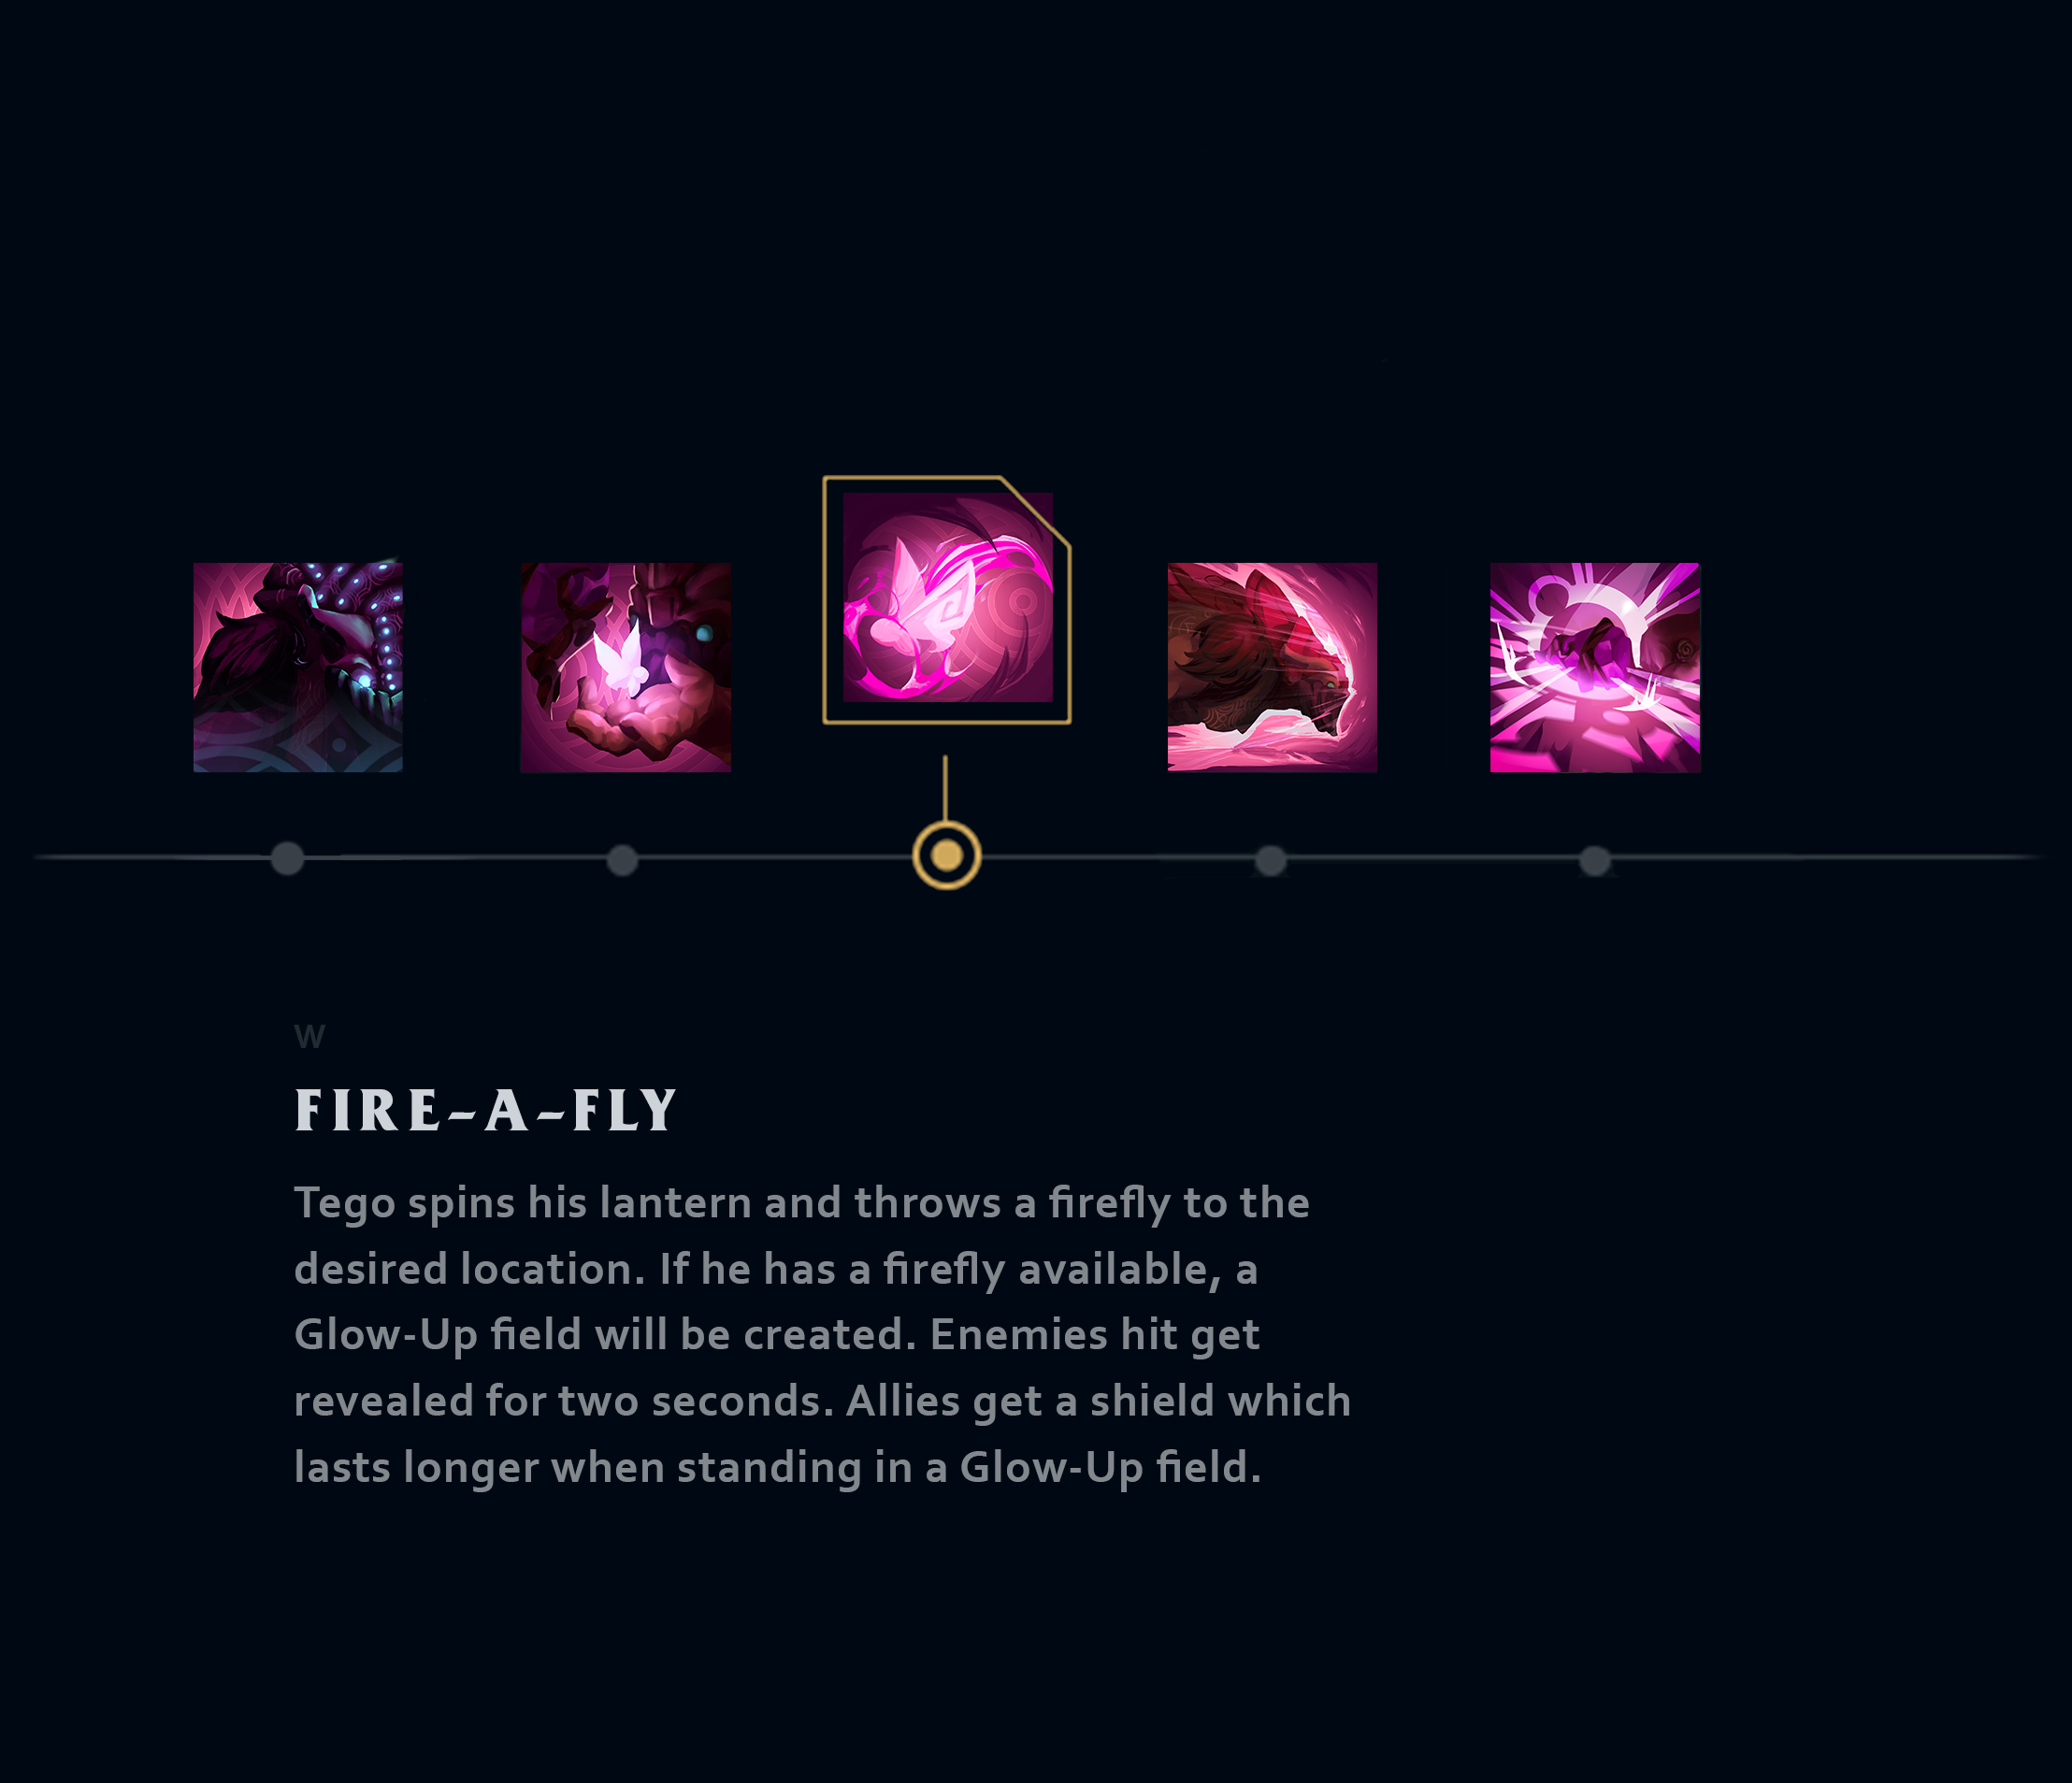 W
FIRE-A-FLY
Tego spins his lantern and throws a firefly to the
desired location. If he has a firefly available, a
Glow-Up field will be created. Enemies hit get
revealed for two seconds. Allies get a shield which
lasts longer when standing in a Glow-Up field.